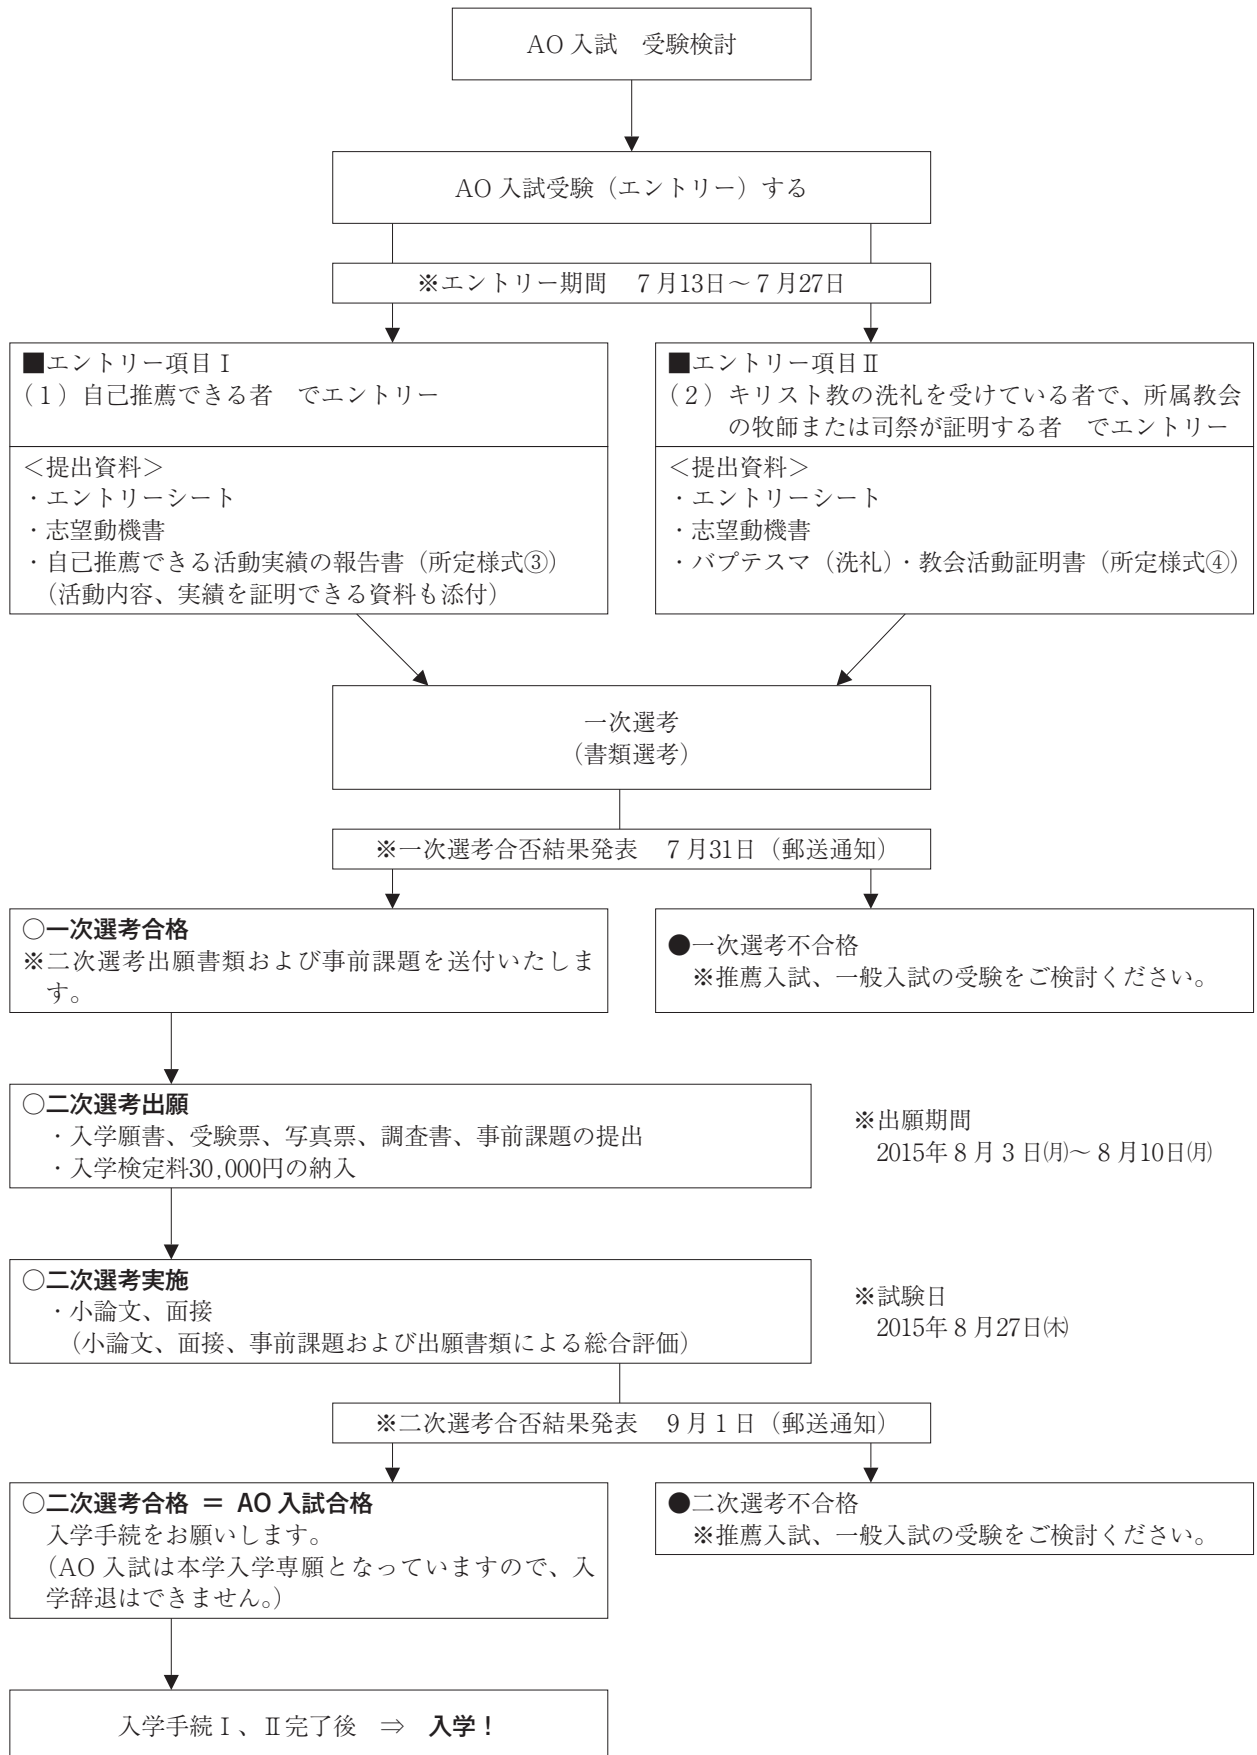 AO 入試　受験検討
AO 入試受験（エントリー）する
※エントリー期間　７月13日～７月27日
■エントリー項目Ⅰ
（１）自己推薦できる者　でエントリー
＜提出資料＞
・エントリーシート
・志望動機書
・自己推薦できる活動実績の報告書（所定様式③）
（活動内容、実績を証明できる資料も添付）
■エントリー項目Ⅱ
（２）キリスト教の洗礼を受けている者で、所属教会
の牧師または司祭が証明する者　でエントリー
＜提出資料＞
・エントリーシート
・志望動機書
・バプテスマ（洗礼）・教会活動証明書（所定様式④）
一次選考
（書類選考）
※一次選考合否結果発表　７月31日（郵送通知）
○一次選考合格
※二次選考出願書類および事前課題を送付いたしま
す。
●一次選考不合格
※推薦入試、一般入試の受験をご検討ください。
○二次選考出願
・入学願書、受験票、写真票、調査書、事前課題の提出
・入学検定料30,000円の納入
※出願期間
2015年８月３日㈪～８月10日㈪
○二次選考実施
・小論文、面接
（小論文、面接、事前課題および出願書類による総合評価）
※試験日
2015年８月27日㈭
※二次選考合否結果発表　９月１日（郵送通知）
○二次選考合格 ＝ AO 入試合格
入学手続をお願いします。
（AO 入試は本学入学専願となっていますので、入
学辞退はできません。）
●二次選考不合格
※推薦入試、一般入試の受験をご検討ください。
入学手続Ⅰ、Ⅱ完了後　⇒　入学！